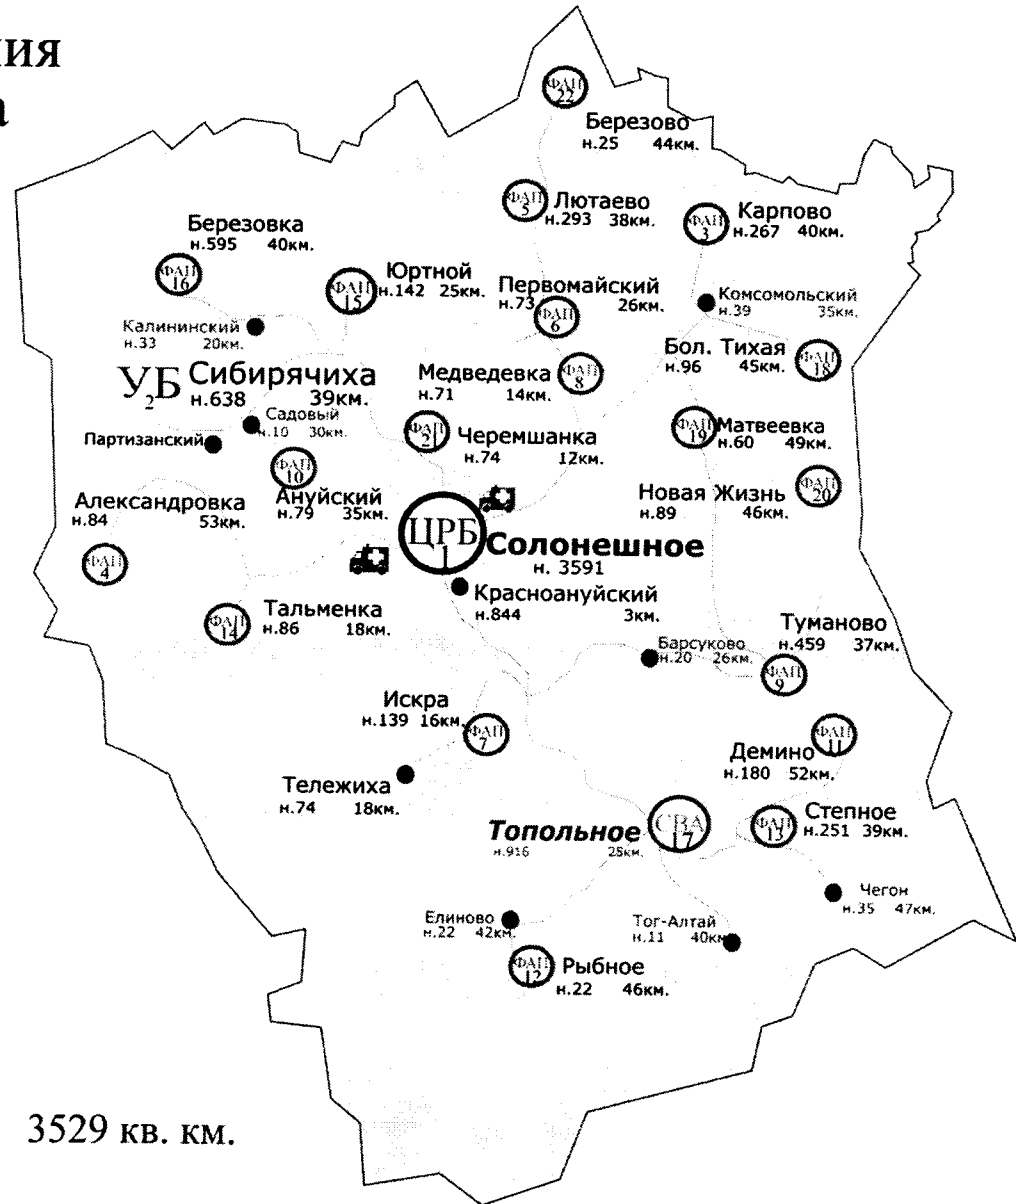 ия
а
ФАП
22
Березово
н.25 44км.
ФАП
5
Лютаево
н.293 38км.
ФАП
3
Карпово
н.267 40км.
Березовка
н.595 40км.
ФАП
16
Юртной
н.142 25км.
ФАП
15
Первомайский
н.73 26км.
ФАП
6
Комсомольский
н.39 35км.
Калининский
н.33 20км.
Бол. Тихая
н.96 45км.
ФАП
18
УБ
2
Сибирячиха
н.638 39км.
Медведевка
н.71 14км.
ФАП
8
Садовый
н.10 30км.
Партизанский
ФАП
21
Черемшанка
н.74 12км.
ФАП
19
Матвеевка
н.60 49км.
ФАП
10
Ануйский
н.79 35км.
Александровка
н.84 53км.
ФАП
4
Новая Жизнь
н.89 46км.
ФАП
20
ЦРБ
1
Солонешное
н. 3591
Красноануйский
н.844 3км.
ФАП
14
Тальменка
н.86 18км.
Барсуково
н.20 26км.
Туманово
н.459 37км.
ФАП
9
Искра
н.139 16км.
ФАП
7
Демино
н.180 52км.
ФАП
11
Тележиха
н.74 18км.
Топольное
н.916 25км.
СВА
17
ФАП
13
Степное
н.251 39км.
Чегон
н.35 47км.
Елиново
н.22 42км.
Тог-Алтай
н.11 40км
ФАП
12
Рыбное
н.22 46км.
3529 кв. км.